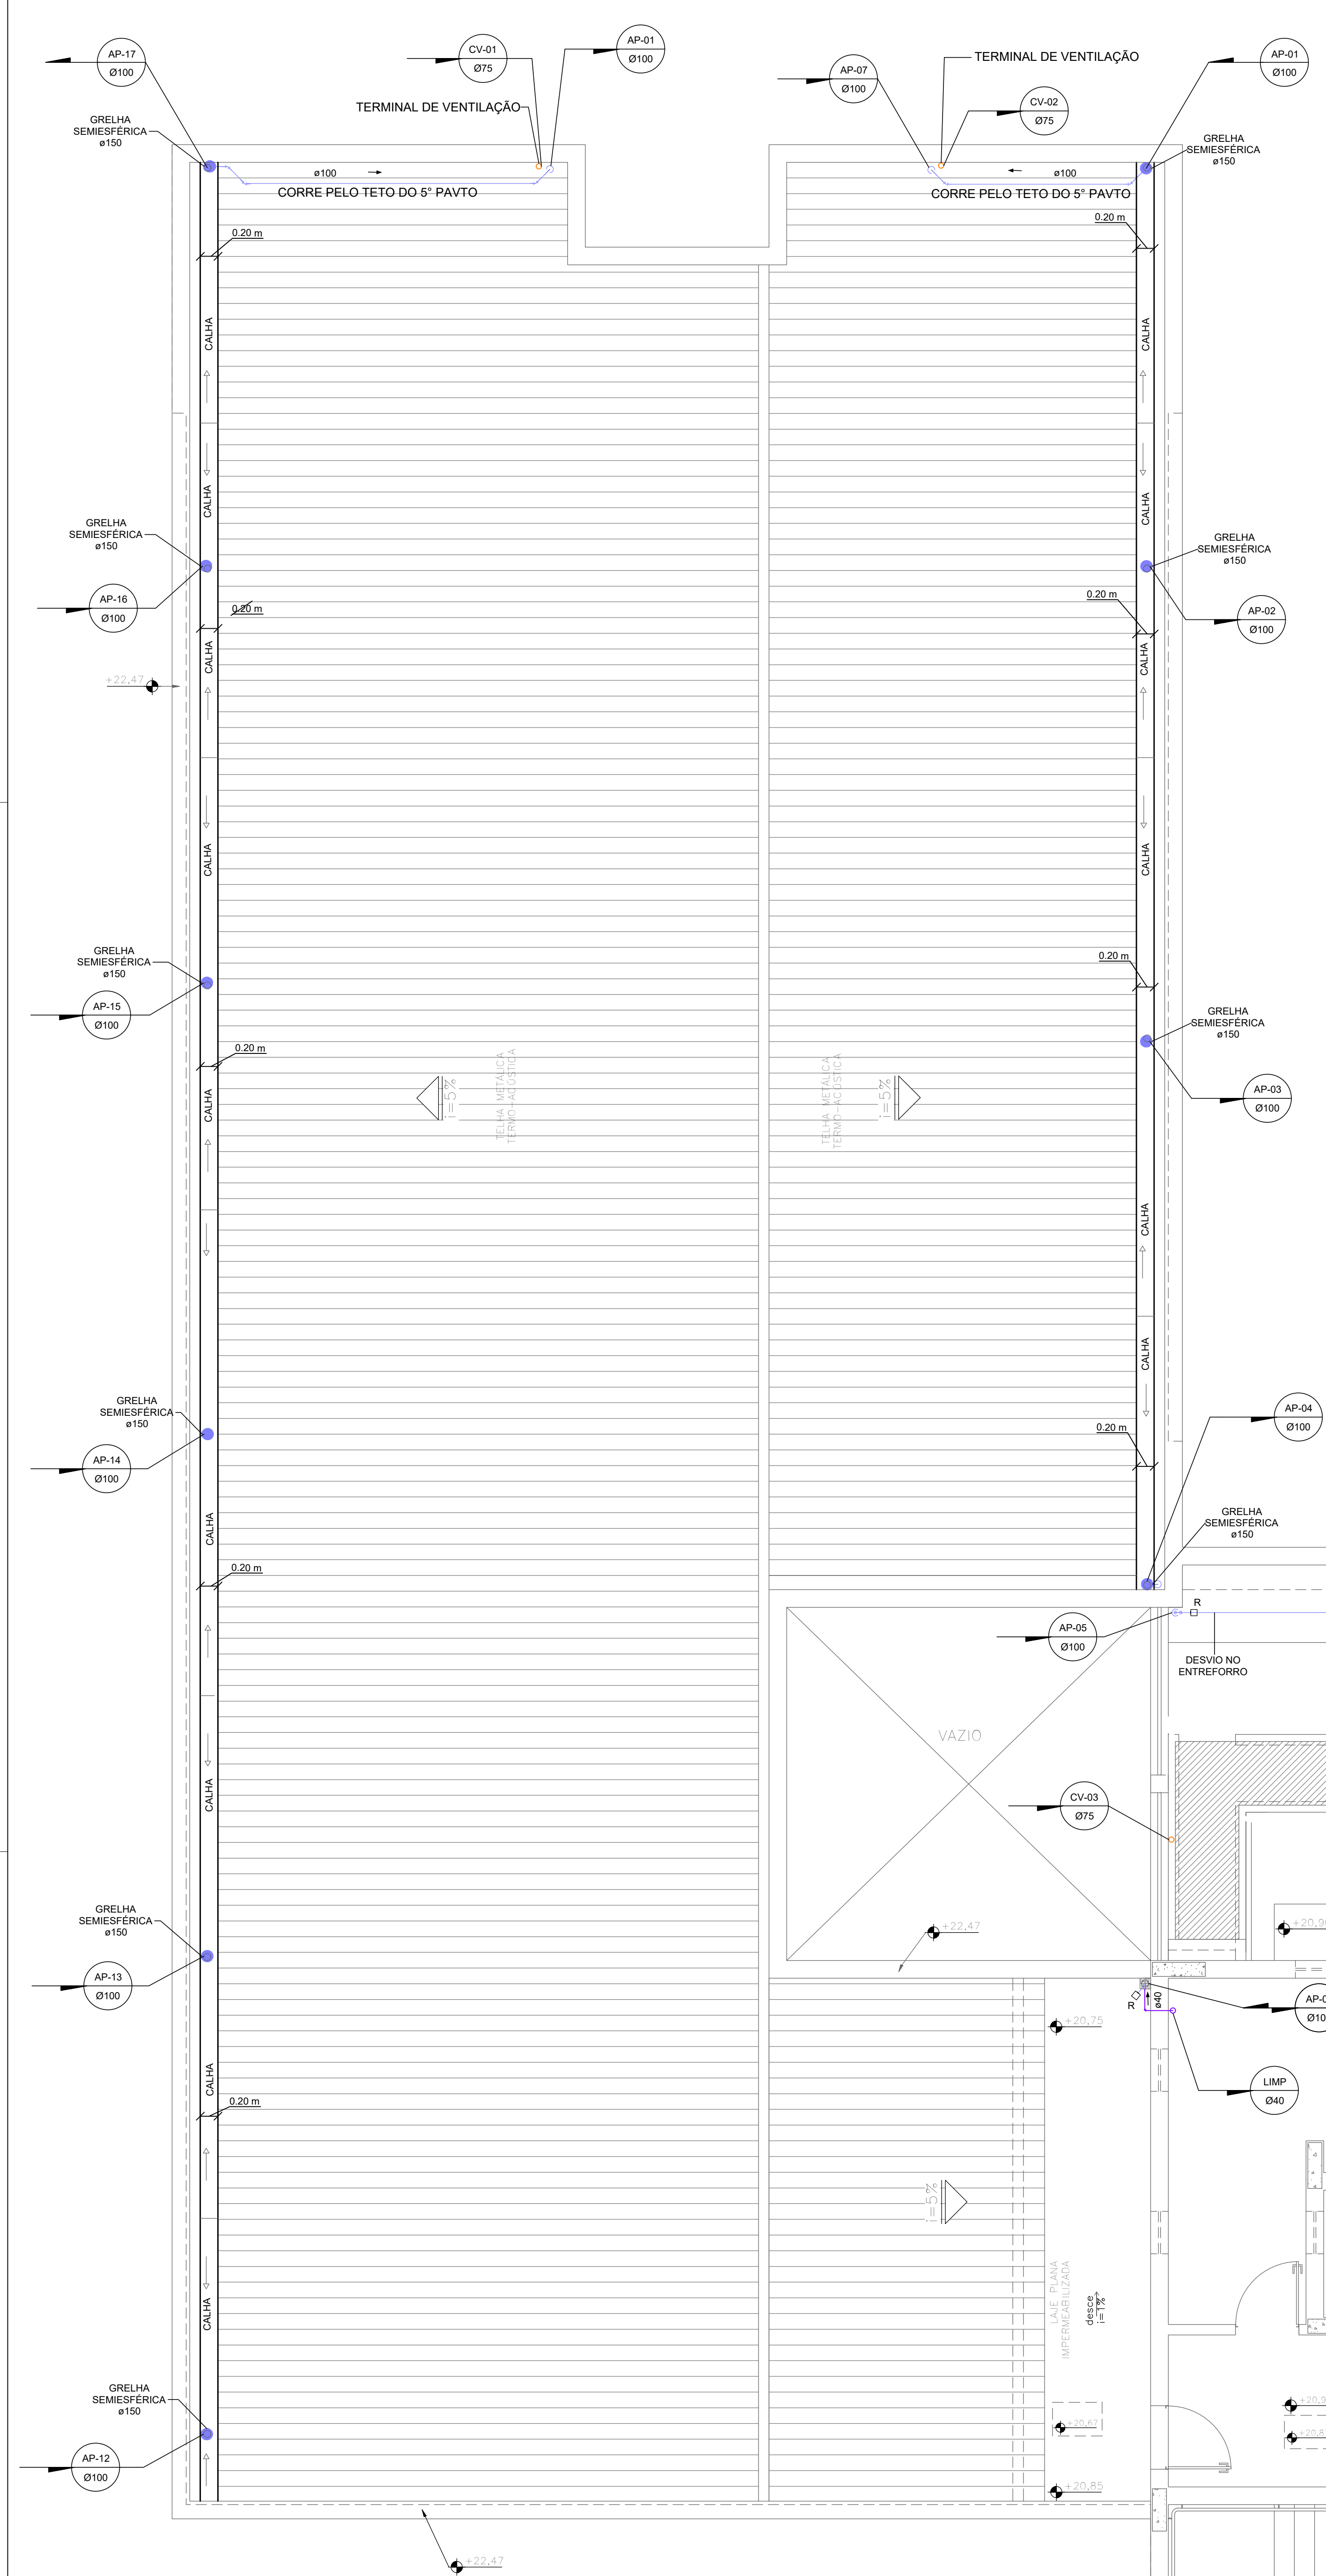 AP-17
Ø100
CV-01
Ø75
AP-01
Ø100
AP-07
Ø100
TERMINAL DE VENTILAÇÃO
AP-01
Ø100
TERMINAL DE VENTILAÇÃO
CV-02
Ø75
GRELHA
SEMIESFÉRICA
ø150
GRELHA
SEMIESFÉRICA
ø150
ø100
CORRE PELO TETO DO 5° PAVTO
ø100
CORRE PELO TETO DO 5° PAVTO
0.20 m
0.20 m
CALHA
CALHA
CALHA
CALHA
GRELHA
SEMIESFÉRICA
ø150
GRELHA
SEMIESFÉRICA
ø150
AP-16
Ø100
0.20 m
0.20 m
AP-02
Ø100
CALHA
CALHA
+22,47
CALHA
CALHA
GRELHA
SEMIESFÉRICA
ø150
0.20 m
AP-15
Ø100
GRELHA
SEMIESFÉRICA
ø150
0.20 m
CALHA
i=5%
TELHA METÁLICA
TERMO-ACÚSTICA
TELHA METÁLICA
TERMO-ACÚSTICA
i=5%
AP-03
Ø100
CALHA
CALHA
GRELHA
SEMIESFÉRICA
ø150
0.20 m
AP-04
Ø100
AP-14
Ø100
CALHA
GRELHA
SEMIESFÉRICA
ø150
0.20 m
R
AP-05
Ø100
DESVIO NO
ENTREFORRO
VAZIO
CALHA
CV-03
Ø75
GRELHA
SEMIESFÉRICA
ø150
+22,47
AP-13
Ø100
R
ø40
+20,75
CALHA
LIMP
Ø40
0.20 m
i=5%
LAJE PLANA
IMPERMEABILIZADA
desce
i=1%
CALHA
GRELHA
SEMIESFÉRICA
ø150
+20,67
AP-12
Ø100
+20,85
+22,47